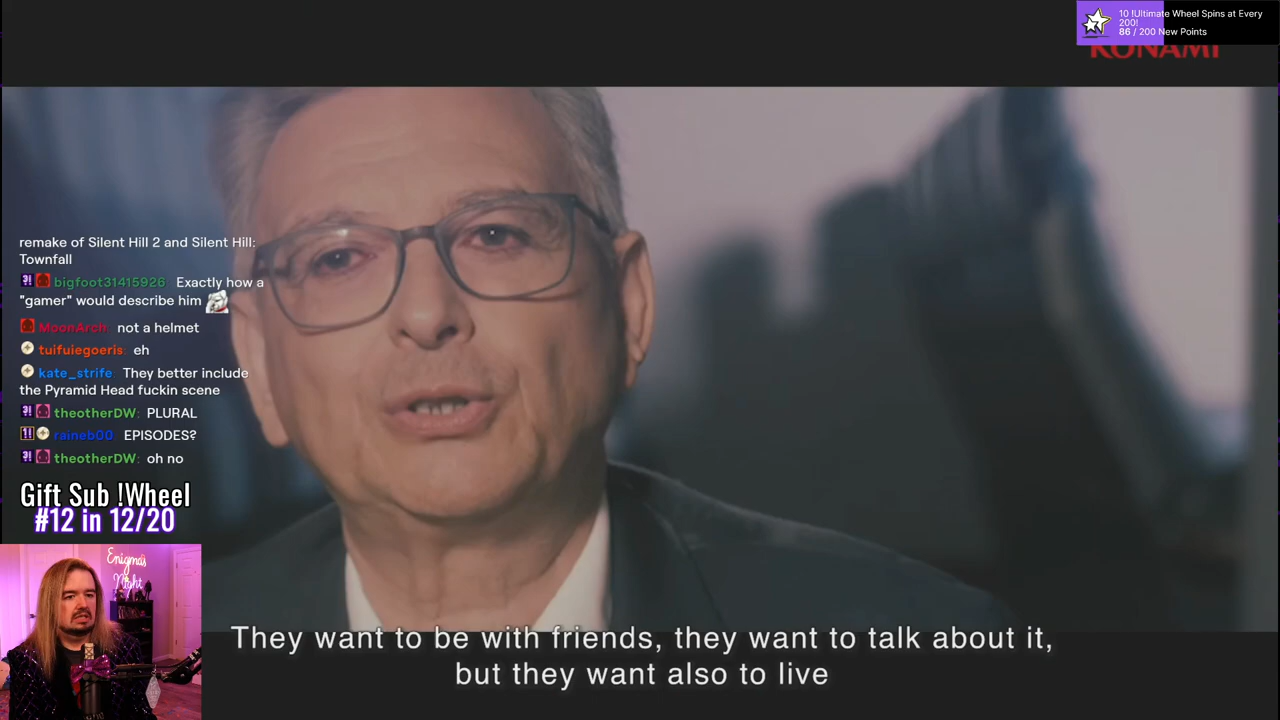 10 !Ultimate Wheel Spins at Every
200!
86 / 200 New Points
KONAMI
remake of Silent Hill 2 and Silent Hill:
Townfall
bigfoot31415926 Exactly how a
"gamer" would describe him
MoonArch: not a helmet
tuifuiegoeris: eh
kate_strife: They better include
the Pyramid Head fuckin scene
theotherDW: PLURAL
raineb00: EPISODES?
theotherDW: oh no
Gift Sub !Wheel
#12 in 12/20
Enigma's
Night
They want to be with friends, they want to talk about it,
but they want also to live